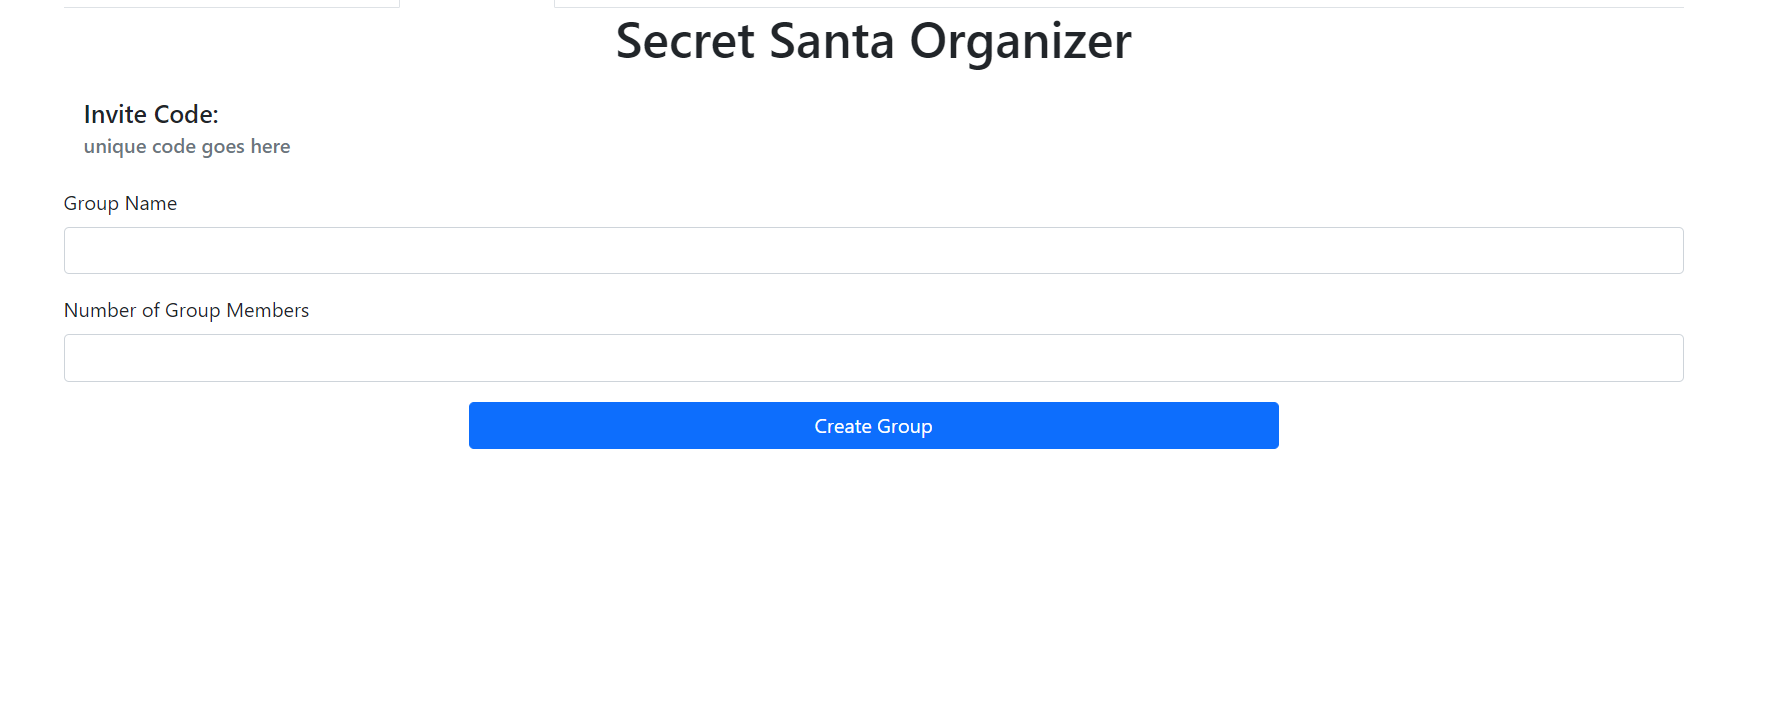 Secret Santa Organizer
Invite Code:
unique code goes here
Group Name
Number of Group Members
Create Group